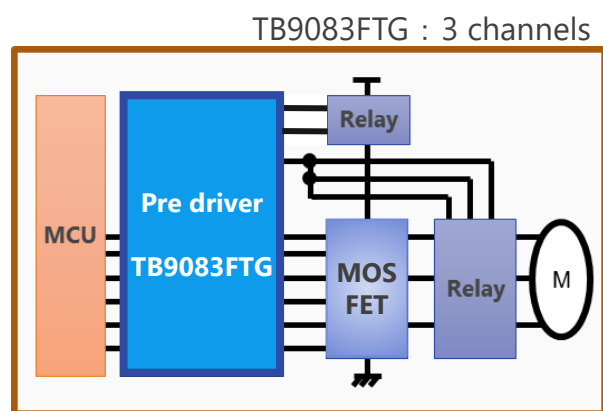 TB9083FTG : 3 channels
Relay
Pre driver
TB9083FTG
MCU
MOS
FET
Relay
M